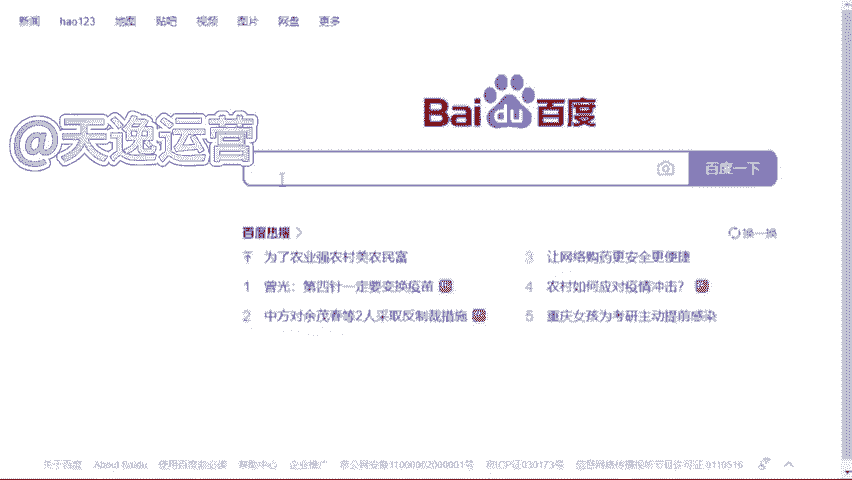 新闻 hao123 地图 贴吧 视频 图片 网盘 更多
Bai du 百度
@天逸运营
百度一下
百度热搜 换一换
为了农业强农村美农民富
1 曾光：第四针一定要变换疫苗
2 中方对余茂春等2人采取反制裁措施
3 让网络购药更安全更便捷
4 农村如何应对疫情冲击？
5 重庆女孩为考研主动提前感染
关于百度 About Baidu 使用百度前必读 帮助中心 企业推广 京公网安备11000002000001号 京ICP证030173号 信息网络传播视听节目许可证 0110516